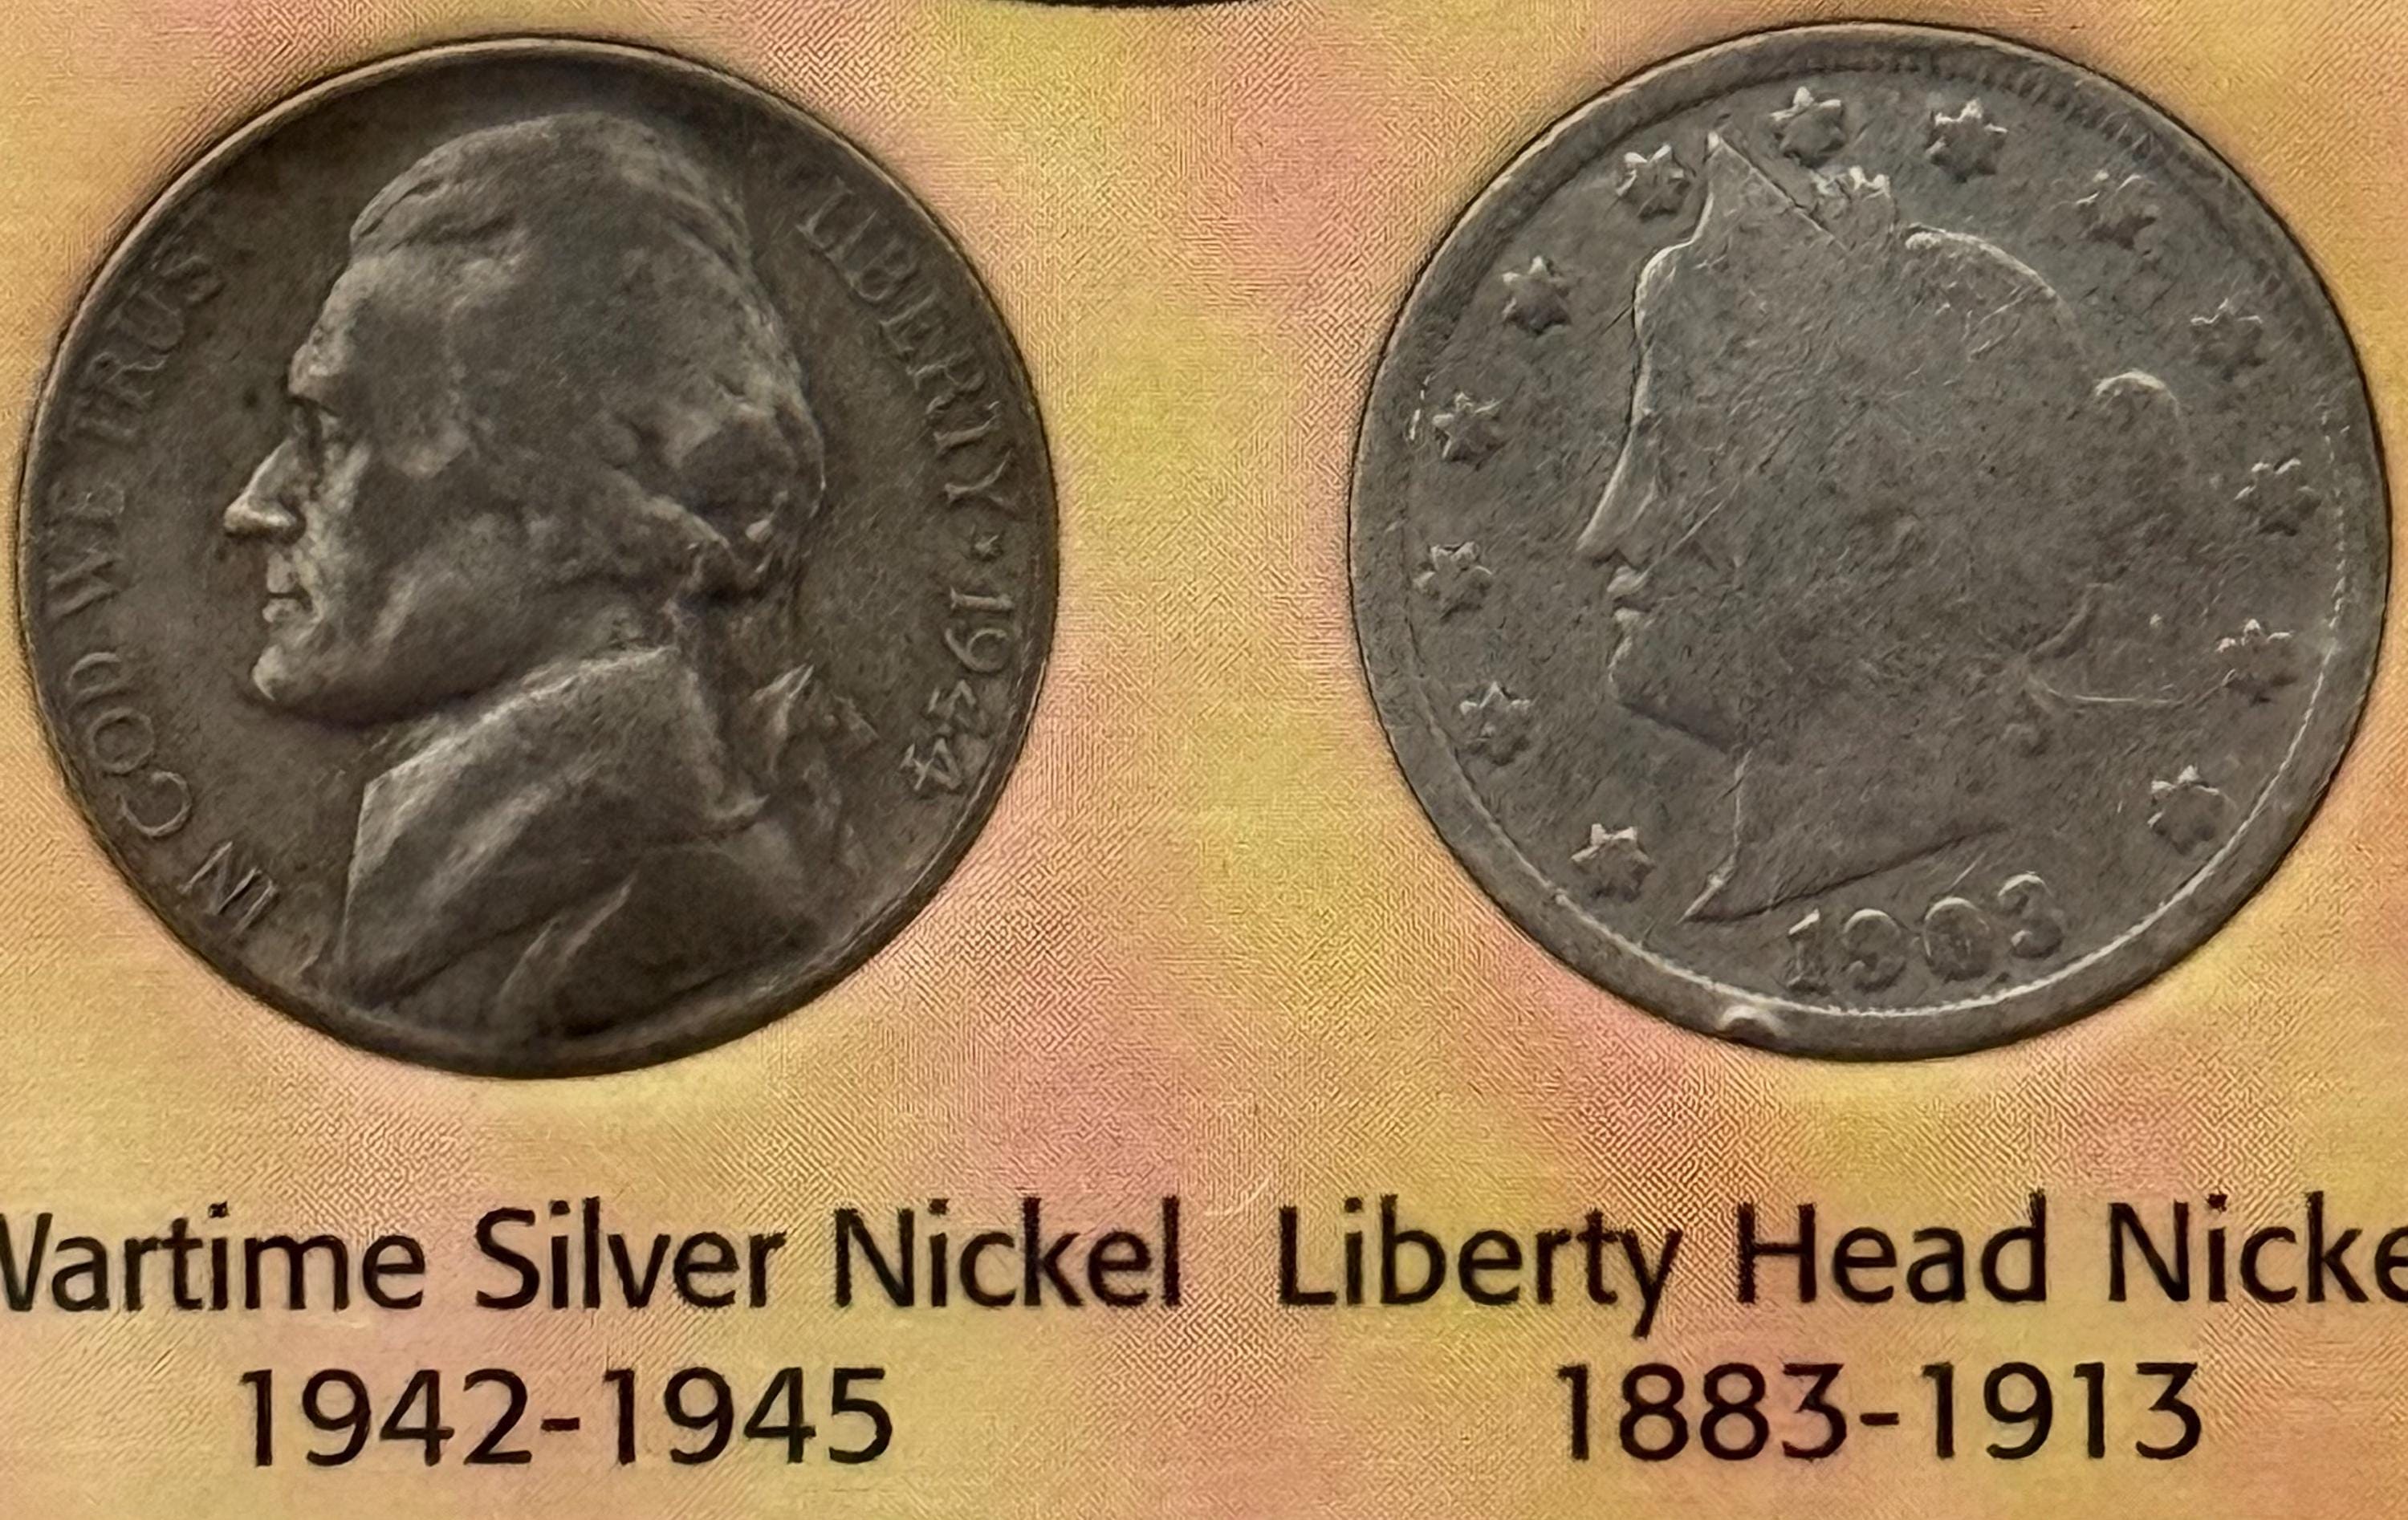 IN GOD WE TRUS
LIBERTY * 1944
1903
Wartime Silver Nickel
1942-1945
Liberty Head Nicke
1883-1913